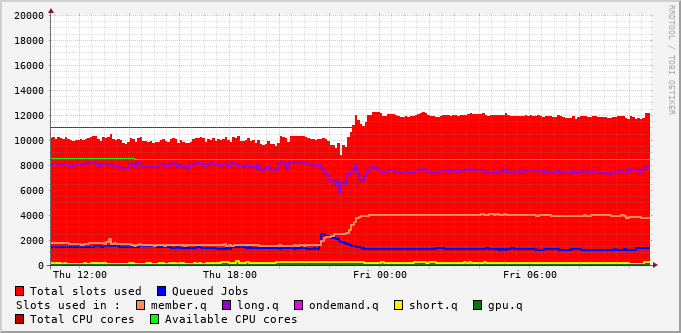 RRDTOOL / TOBI OETIKER
20000
18000
16000
14000
12000
10000
8000
6000
4000
2000
0
Thu 12:00 Thu 18:00 Fri 00:00 Fri 06:00
Total slots used Queued Jobs
Slots used in : member.q long.q ondemand.q short.q gpu.q
Total CPU cores Available CPU cores